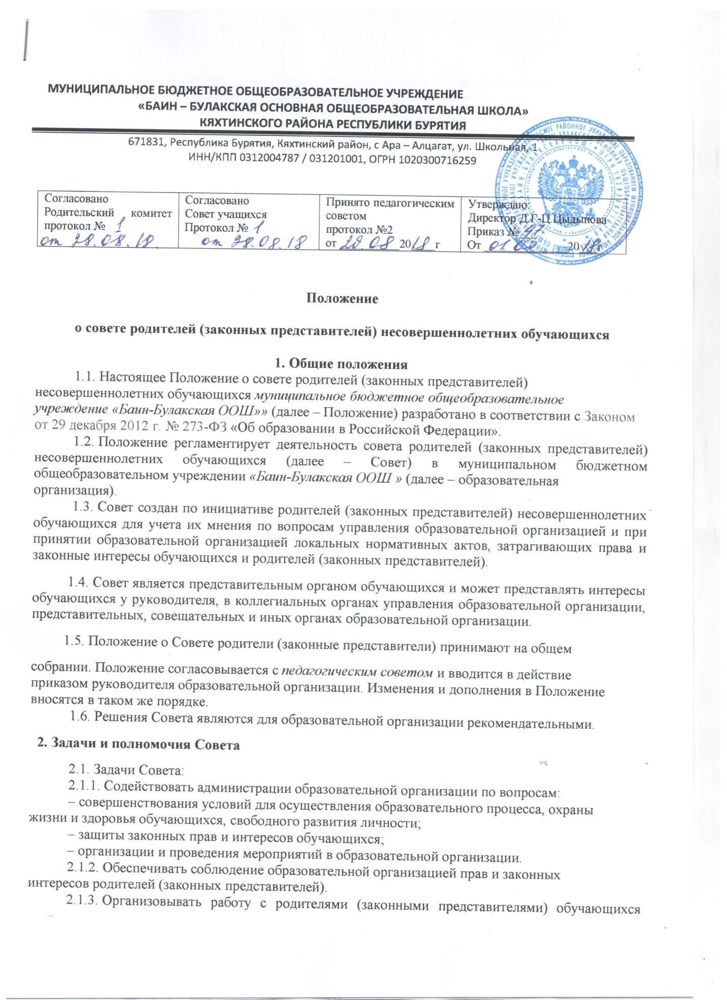 МУНИЦИПАЛЬНОЕ БЮДЖЕТНОЕ ОБЩЕОБРАЗОВАТЕЛЬНОЕ УЧРЕЖДЕНИЕ
«БАИН – БУЛАКСКАЯ ОСНОВНАЯ ОБЩЕОБРАЗОВАТЕЛЬНАЯ ШКОЛА»
КЯХТИНСКОГО РАЙОНА РЕСПУБЛИКИ БУРЯТИЯ
671831, Республика Бурятия, Кяхтинский район, с Ара – Алцагат, ул. Школьная, 1
ИНН/КПП 0312004787 / 031201001, ОГРН 1020300716259
Согласовано
Родительский комитет
протокол № 1
от 28.08.18.
Согласовано
Совет учащихся
Протокол № 1
от 28.08.18
Принято педагогическим
советом
протокол №2
от 28.08 2018 г
Утверждаю:
Директор Д.Г-Ц.Цыдыпова
Приказ № 47
От 01.09 2018 г
Положение
о совете родителей (законных представителей) несовершеннолетних обучающихся
1. Общие положения
1.1. Настоящее Положение о совете родителей (законных представителей)
несовершеннолетних обучающихся муниципальное бюджетное общеобразовательное
учреждение «Баин-Булакская ООШ»» (далее – Положение) разработано в соответствии с Законом
от 29 декабря 2012 г. № 273-ФЗ «Об образовании в Российской Федерации».
1.2. Положение регламентирует деятельность совета родителей (законных представителей)
несовершеннолетних обучающихся (далее – Совет) в муниципальном бюджетном
общеобразовательном учреждении «Баин-Булакская ООШ » (далее – образовательная
организация).
1.3. Совет создан по инициативе родителей (законных представителей) несовершеннолетних
обучающихся для учета их мнения по вопросам управления образовательной организацией и при
принятии образовательной организацией локальных нормативных актов, затрагивающих права и
законные интересы обучающихся и родителей (законных представителей).
1.4. Совет является представительным органом обучающихся и может представлять интересы
обучающихся у руководителя, в коллегиальных органах управления образовательной организации,
представительных, совещательных и иных органах образовательной организации.
1.5. Положение о Совете родители (законные представители) принимают на общем
собрании. Положение согласовывается с педагогическим советом и вводится в действие
приказом руководителя образовательной организации. Изменения и дополнения в Положение
вносятся в таком же порядке.
1.6. Решения Совета являются для образовательной организации рекомендательными.
2. Задачи и полномочия Совета
2.1. Задачи Совета:
2.1.1. Содействовать администрации образовательной организации по вопросам:
– совершенствования условий для осуществления образовательного процесса, охраны
жизни и здоровья обучающихся, свободного развития личности;
– защиты законных прав и интересов обучающихся;
– организации и проведения мероприятий в образовательной организации.
2.1.2. Обеспечивать соблюдение образовательной организацией прав и законных
интересов родителей (законных представителей).
2.1.3. Организовывать работу с родителями (законными представителями) обучающихся